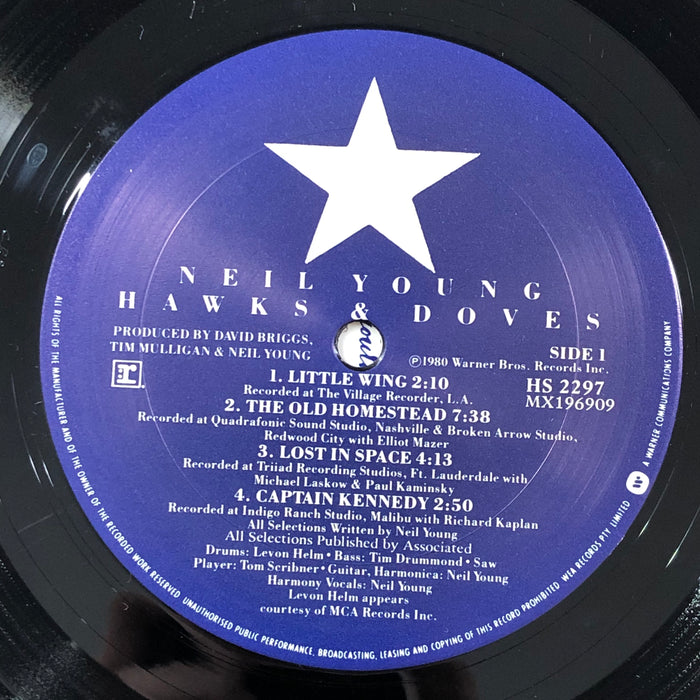 NEIL YOUNG
HAWKS & DOVES
PRODUCED BY DAVID BRIGGS,
TIM MULLIGAN & NEIL YOUNG
SIDE 1
℗1980 Warner Bros. Records Inc.
HS 2297
MX196909
r:
1. LITTLE WING 2:10
Recorded at The Village Recorder, L.A.
2. THE OLD HOMESTEAD 7:38
Recorded at Quadrafonic Sound Studio, Nashville & Broken Arrow Studio,
Redwood City with Elliot Mazer
3. LOST IN SPACE 4:13
Recorded at Triiad Recording Studios, Ft. Lauderdale with
Michael Laskow & Paul Kaminsky
4. CAPTAIN KENNEDY 2:50
Recorded at Indigo Ranch Studio, Malibu with Richard Kaplan
All Selections Written by Neil Young
All Selections Published by Associated
Drums: Levon Helm • Bass: Tim Drummond • Saw
Player: Tom Scribner • Guitar, Harmonica: Neil Young
Harmony Vocals: Neil Young
Levon Helm appears
courtesy of MCA Records Inc.
ALL RIGHTS OF THE MANUFACTURER AND OF THE OWNER OF THE RECORDED WORK RESERVED. UNAUTHORISED PUBLIC PERFORMANCE, BROADCASTING, LEASING AND COPYING OF THIS RECORD PROHIBITED. WEA RECORDS PTY LIMITED
A WARNER COMMUNICATIONS COMPANY